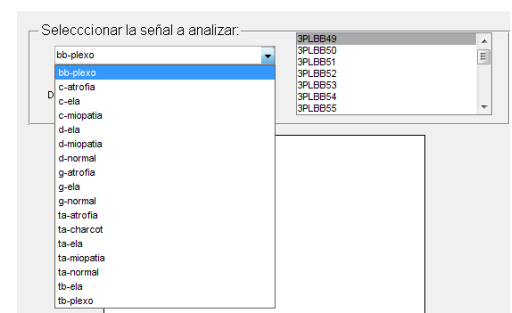 Selecccionar la señal a analizar:
bb-plexo
bb-plexo
c-atrofia
c-ela
c-miopatia
d-ela
d-miopatia
d-normal
g-atrofia
g-ela
g-normal
ta-atrofia
ta-charcot
ta-ela
ta-miopatia
ta-normal
tb-ela
tb-plexo
D
3PLBB49
3PLBB50
3PLBB51
3PLBB52
3PLBB53
3PLBB54
3PLBB55